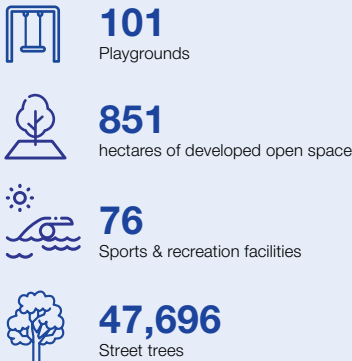 101
Playgrounds
851
hectares of developed open space
76
Sports & recreation facilities
47,696
Street trees